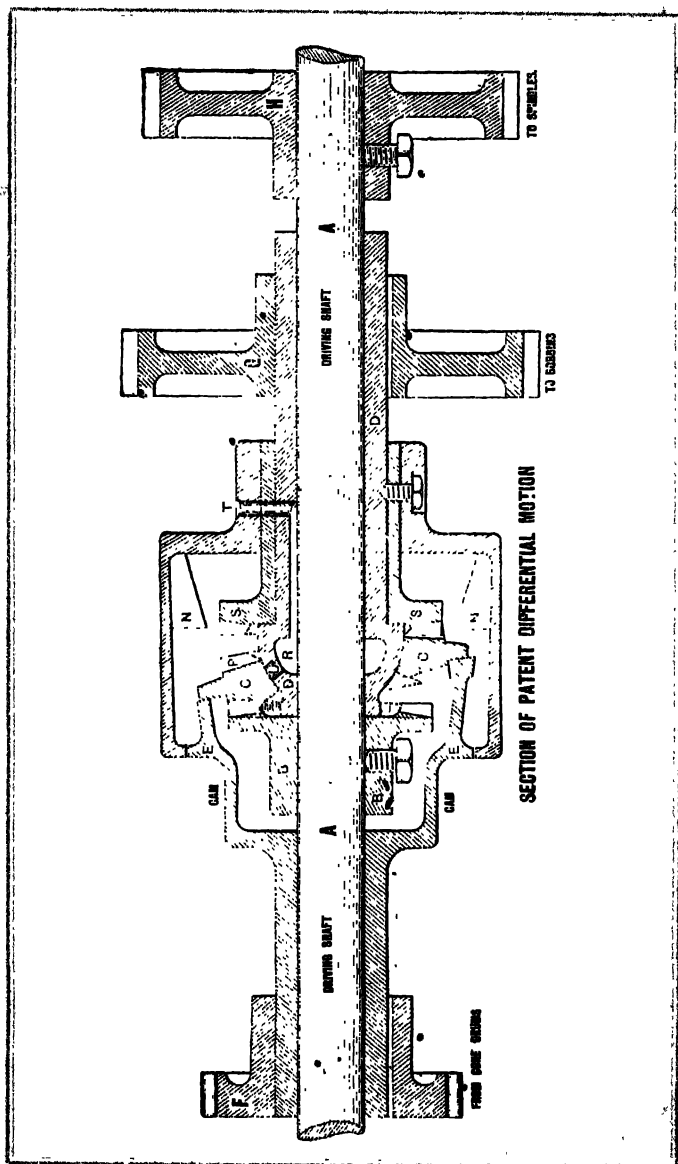 SECTION OF PATENT DIFFERENTIAL MOTION
FROM CONE DRUMS
F
DRIVING SHAFT
A
CAM
CAM
E
E
G
B
C
C
D
R
P
S
S
N
N
T
D
DRIVING SHAFT
A
TO BOBBINS
H
TO SPINDLES.